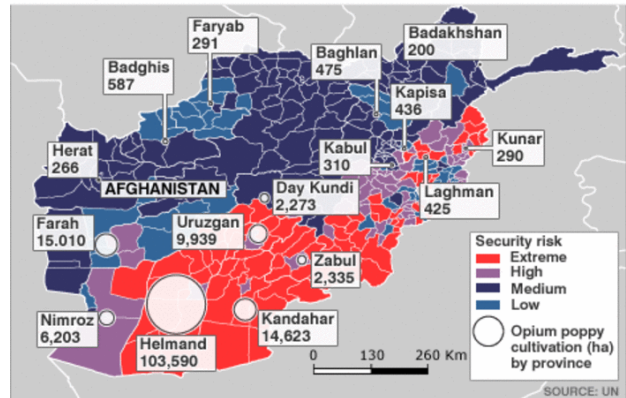 Faryab
291
Badakhshan
200
Baghlan
475
Badghis
587
Kapisa
436
Kunar
290
Herat
266
Kabul
310
AFGHANISTAN
Day Kundi
2,273
Laghman
425
Farah
15.010
Uruzgan
9,939
Zabul
2,335
Nimroz
6,203
Kandahar
14,623
Helmand
103,590
0 130 260 Km
Security risk
Extreme
High
Medium
Low
Opium poppy
cultivation (ha)
by province
SOURCE: UN